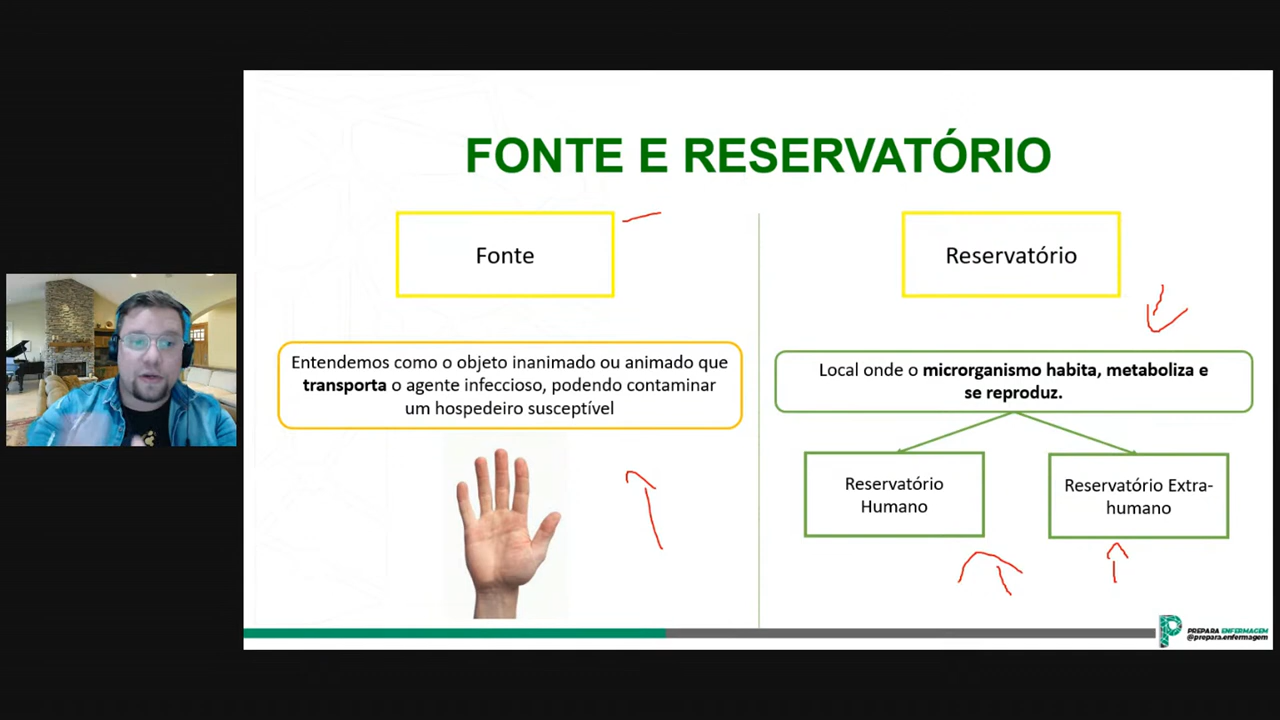 FONTE E RESERVATÓRIO
Fonte
Entendemos como o objeto inanimado ou animado que
transporta o agente infeccioso, podendo contaminar
um hospedeiro susceptível
Reservatório
Local onde o microrganismo habita, metaboliza e
se reproduz.
Reservatório
Humano
Reservatório Extra-
humano
PREPARA ENFERMAGEM
@prepara.enfermagem